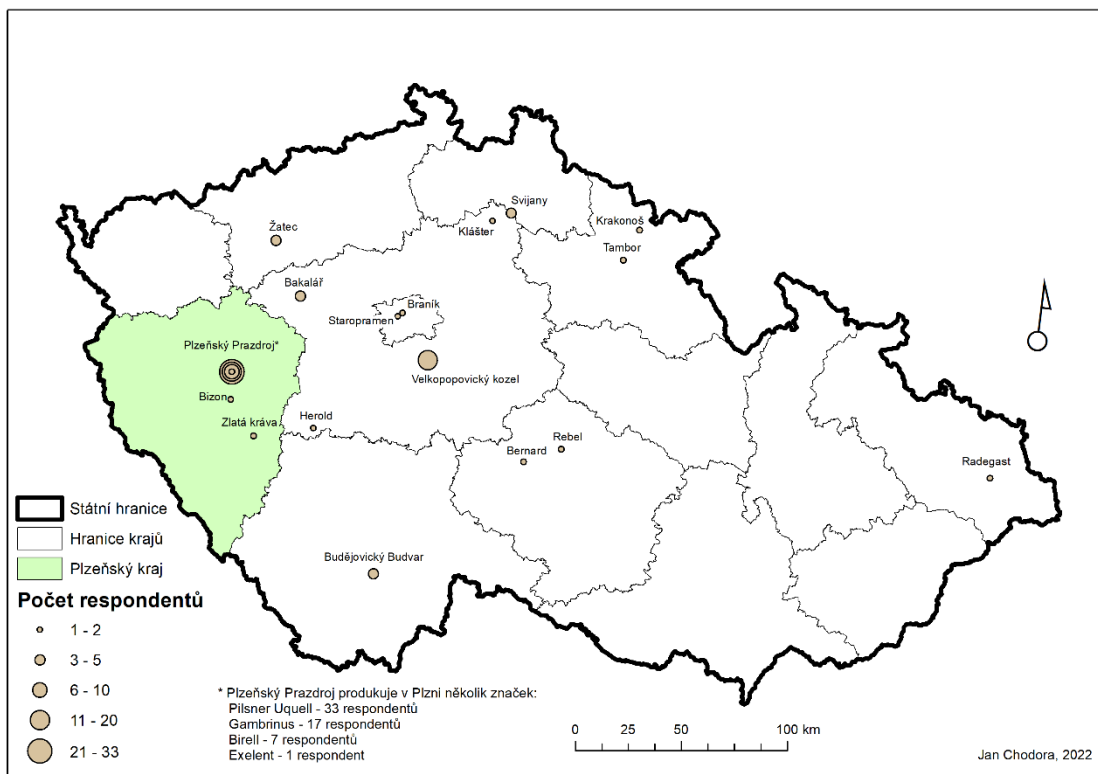 Svijany
Krakonoš
Klášter
Žatec
Tambor
Bakalář
Braník
Staropramen
Plzeňský Prazdroj*
Velkopopovický kozel
Bizon
Herold
Zlatá kráva
Rebel
Bernard
Radegast
Budějovický Budvar
Státní hranice
Hranice krajů
Plzeňský kraj
Počet respondentů
1 - 2
3 - 5
6 - 10
11 - 20
21 - 33
* Plzeňský Prazdroj produkuje v Plzni několik značek:
Pilsner Uquell - 33 respondentů
Gambrinus - 17 respondentů
Birell - 7 respondentů
Exelent - 1 respondent
0 25 50 100 km
Jan Chodora, 2022